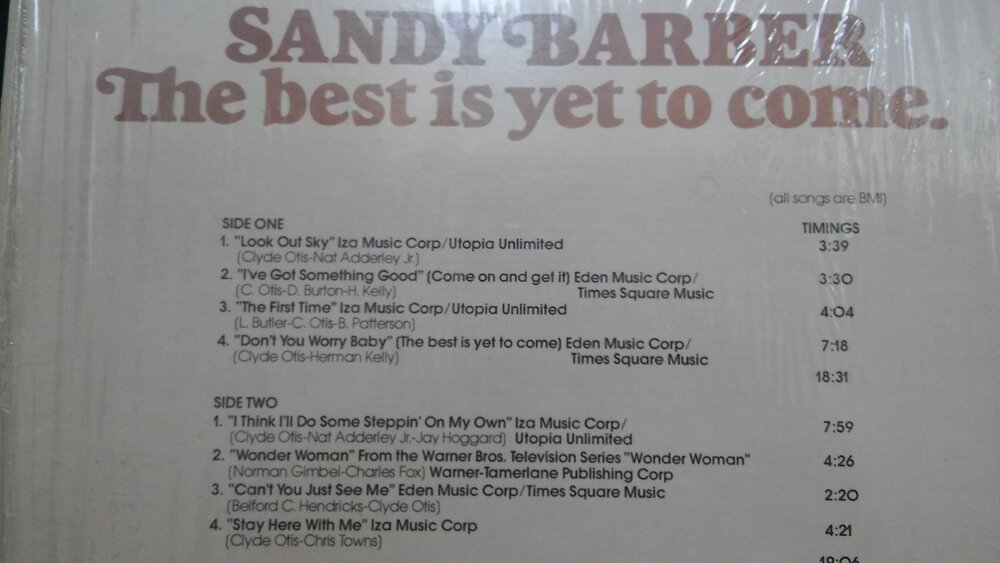 SANDY BARBER
The best is yet to come.
(all songs are BMI)
SIDE ONE TIMINGS
1. "Look Out Sky" Iza Music Corp/Utopia Unlimited 3:39
(Clyde Otis-Nat Adderley Jr.)
2. "I've Got Something Good" (Come on and get it) Eden Music Corp/ 3:30
(C. Otis-D. Burton-H. Kelly) Times Square Music
3. "The First Time" Iza Music Corp/Utopia Unlimited 4:04
(L. Butler-C. Otis-B. Patterson)
4. "Don't You Worry Baby" (The best is yet to come) Eden Music Corp/ 7:18
(Clyde Otis-Herman Kelly) Times Square Music
18:31
SIDE TWO
1. "I Think I'll Do Some Steppin' On My Own" Iza Music Corp/ 7:59
(Clyde Otis-Nat Adderley Jr.-Jay Hoggard) Utopia Unlimited
2. "Wonder Woman" From the Warner Bros. Television Series "Wonder Woman" 4:26
(Norman Gimbel-Charles Fox) Warner-Tamerlane Publishing Corp
3. "Can't You Just See Me" Eden Music Corp/Times Square Music 2:20
(Belford C. Hendricks-Clyde Otis)
4. "Stay Here With Me" Iza Music Corp 4:21
(Clyde Otis-Chris Towns)
19:06